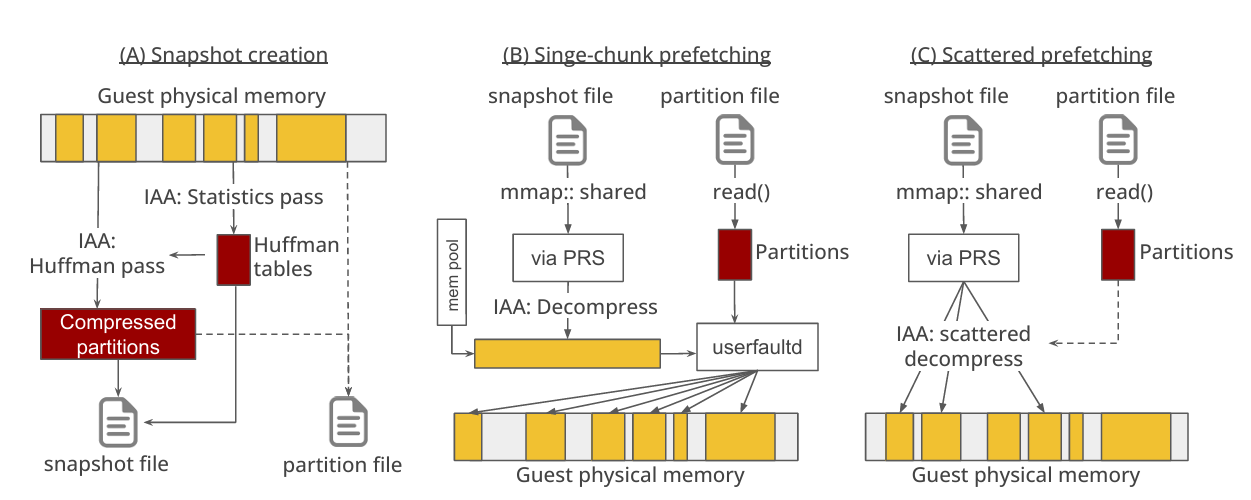 (A) Snapshot creation
Guest physical memory
IAA: Statistics pass
IAA:
Huffman pass
Huffman
tables
Compressed
partitions
snapshot file
partition file
(B) Singe-chunk prefetching
snapshot file
partition file
mmap:: shared
read()
mem pool
via PRS
Partitions
IAA: Decompress
userfaultd
Guest physical memory
(C) Scattered prefetching
snapshot file
partition file
mmap:: shared
read()
via PRS
Partitions
IAA: scattered
decompress
Guest physical memory